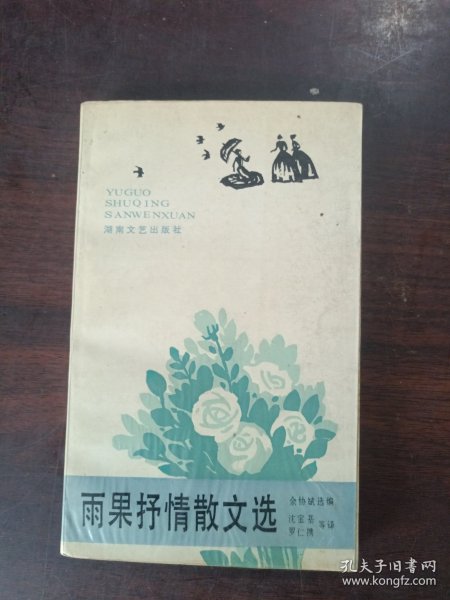 YUGUO
SHUQING
SANWENXUAN
湖南文艺出版社
雨果抒情散文选
余协斌选编
沈宝基
罗仁携
等译
孔夫子旧书网
www.kongfz.com